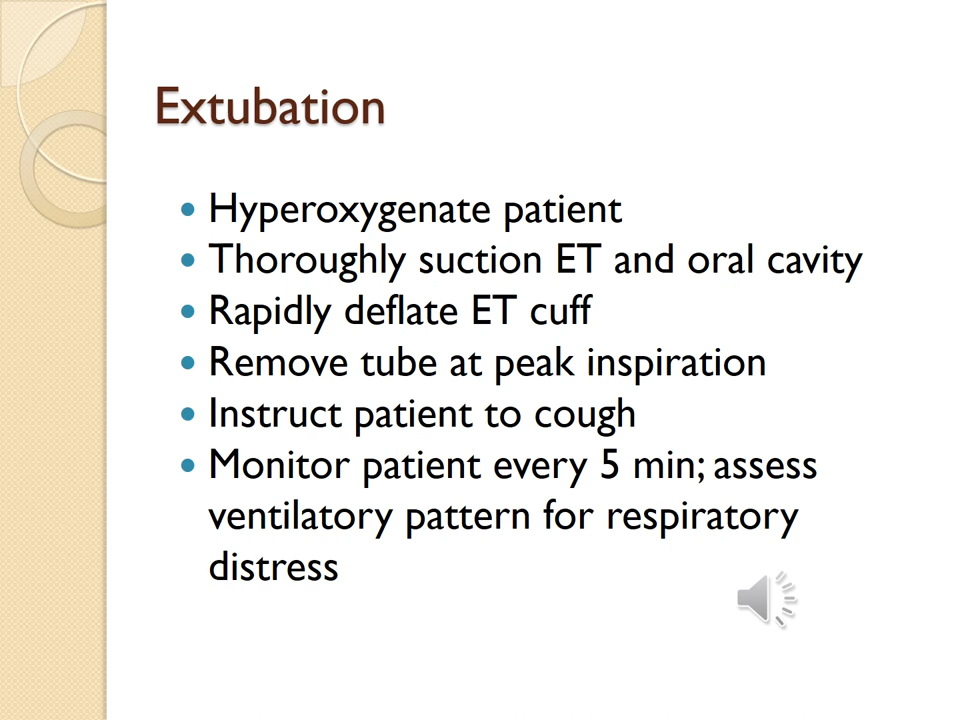 Extubation
• Hyperoxygenate patient
• Thoroughly suction ET and oral cavity
• Rapidly deflate ET cuff
• Remove tube at peak inspiration
• Instruct patient to cough
• Monitor patient every 5 min; assess
ventilatory pattern for respiratory
distress